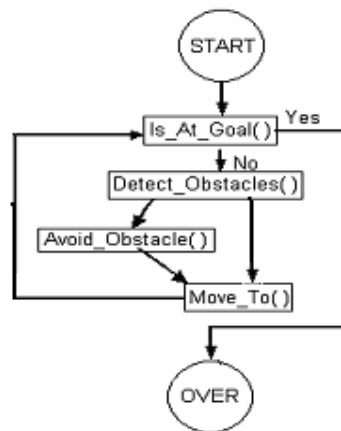 START
Is_At_Goal()
Yes
No
Detect_Obstacles()
Avoid_Obstacle()
Move_To()
OVER